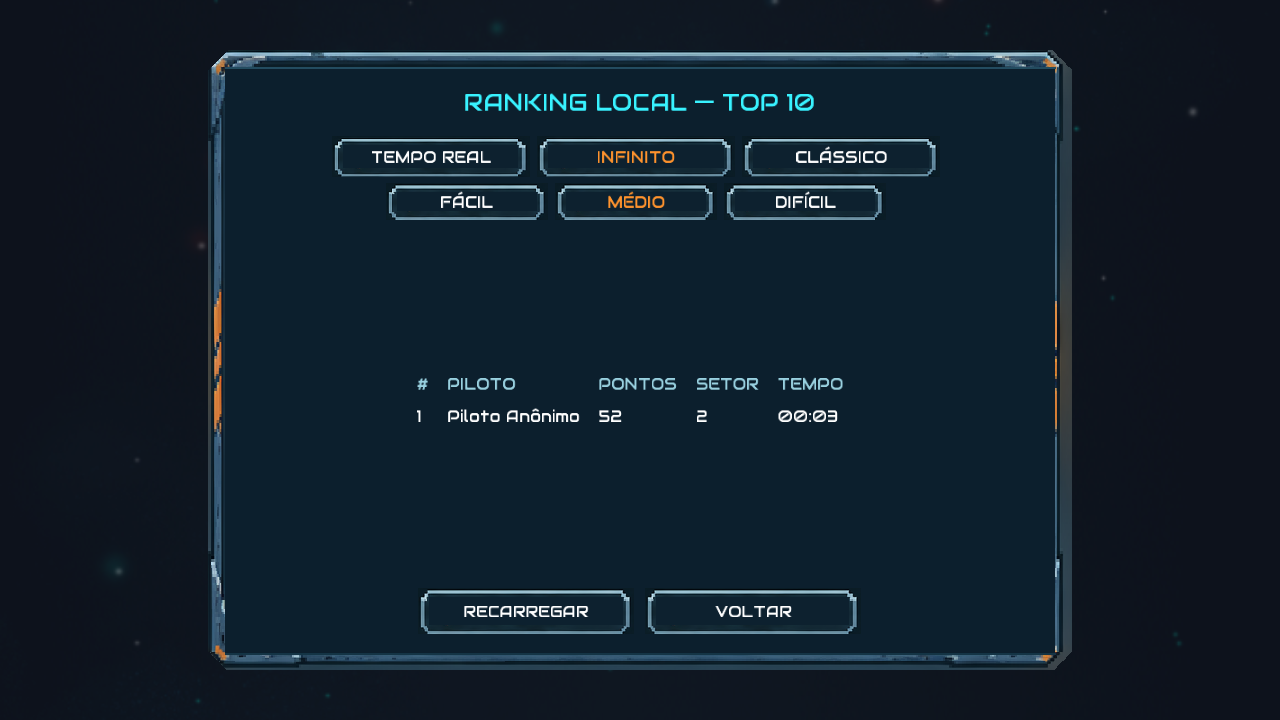 RANKING LOCAL — TOP 10
TEMPO REAL INFINITO CLÁSSICO
FÁCIL MÉDIO DIFÍCIL
# PILOTO PONTOS SETOR TEMPO
1 Piloto Anônimo 52 2 00:03
RECARREGAR VOLTAR